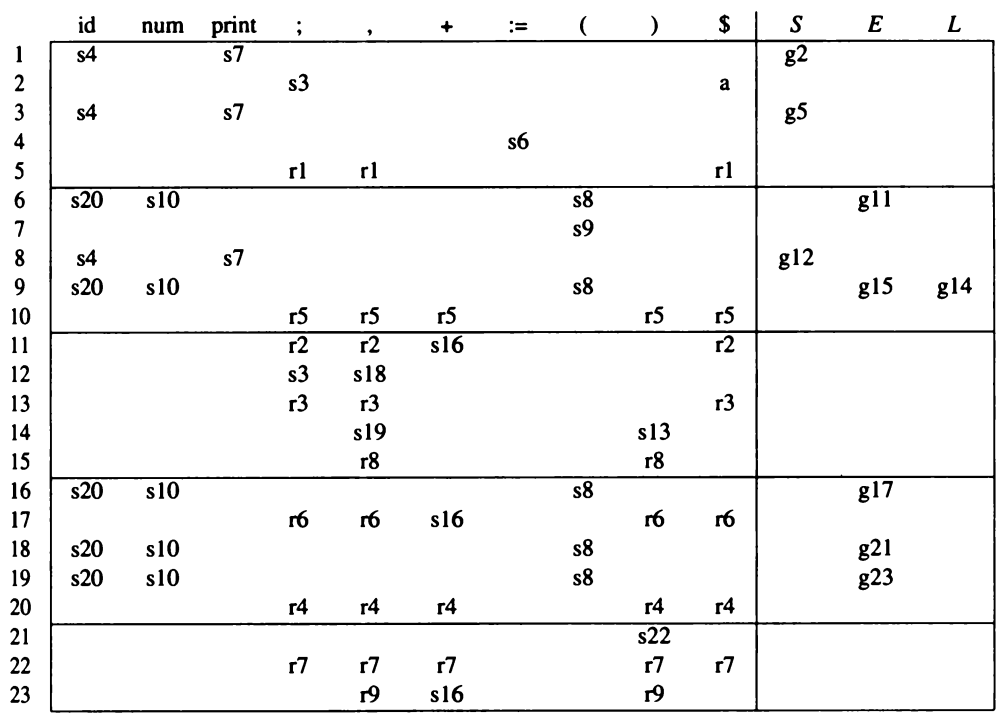 id num print ; , + := ( ) $ S E L
1 s4 s7 g2
2 s3 a
3 s4 s7 g5
4 s6
5 r1 r1 r1
6 s20 s10 s8 g11
7 s9
8 s4 s7 g12
9 s20 s10 s8 g15 g14
10 r5 r5 r5 r5 r5
11 r2 r2 s16 r2
12 s3 s18
13 r3 r3 r3
14 s19 s13
15 r8 r8
16 s20 s10 s8 g17
17 r6 r6 s16 r6 r6
18 s20 s10 s8 g21
19 s20 s10 s8 g23
20 r4 r4 r4 r4 r4
21 s22
22 r7 r7 r7 r7 r7
23 r9 s16 r9